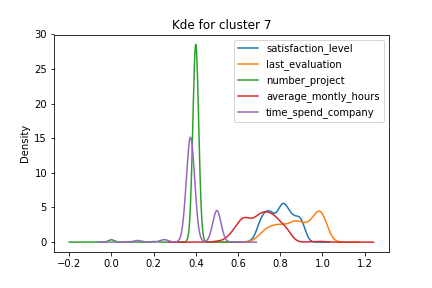 Kde for cluster 7
30
25
20
15
10
5
0
Density
satisfaction_level
last_evaluation
number_project
average_montly_hours
time_spend_company
−0.2 0.0 0.2 0.4 0.6 0.8 1.0 1.2